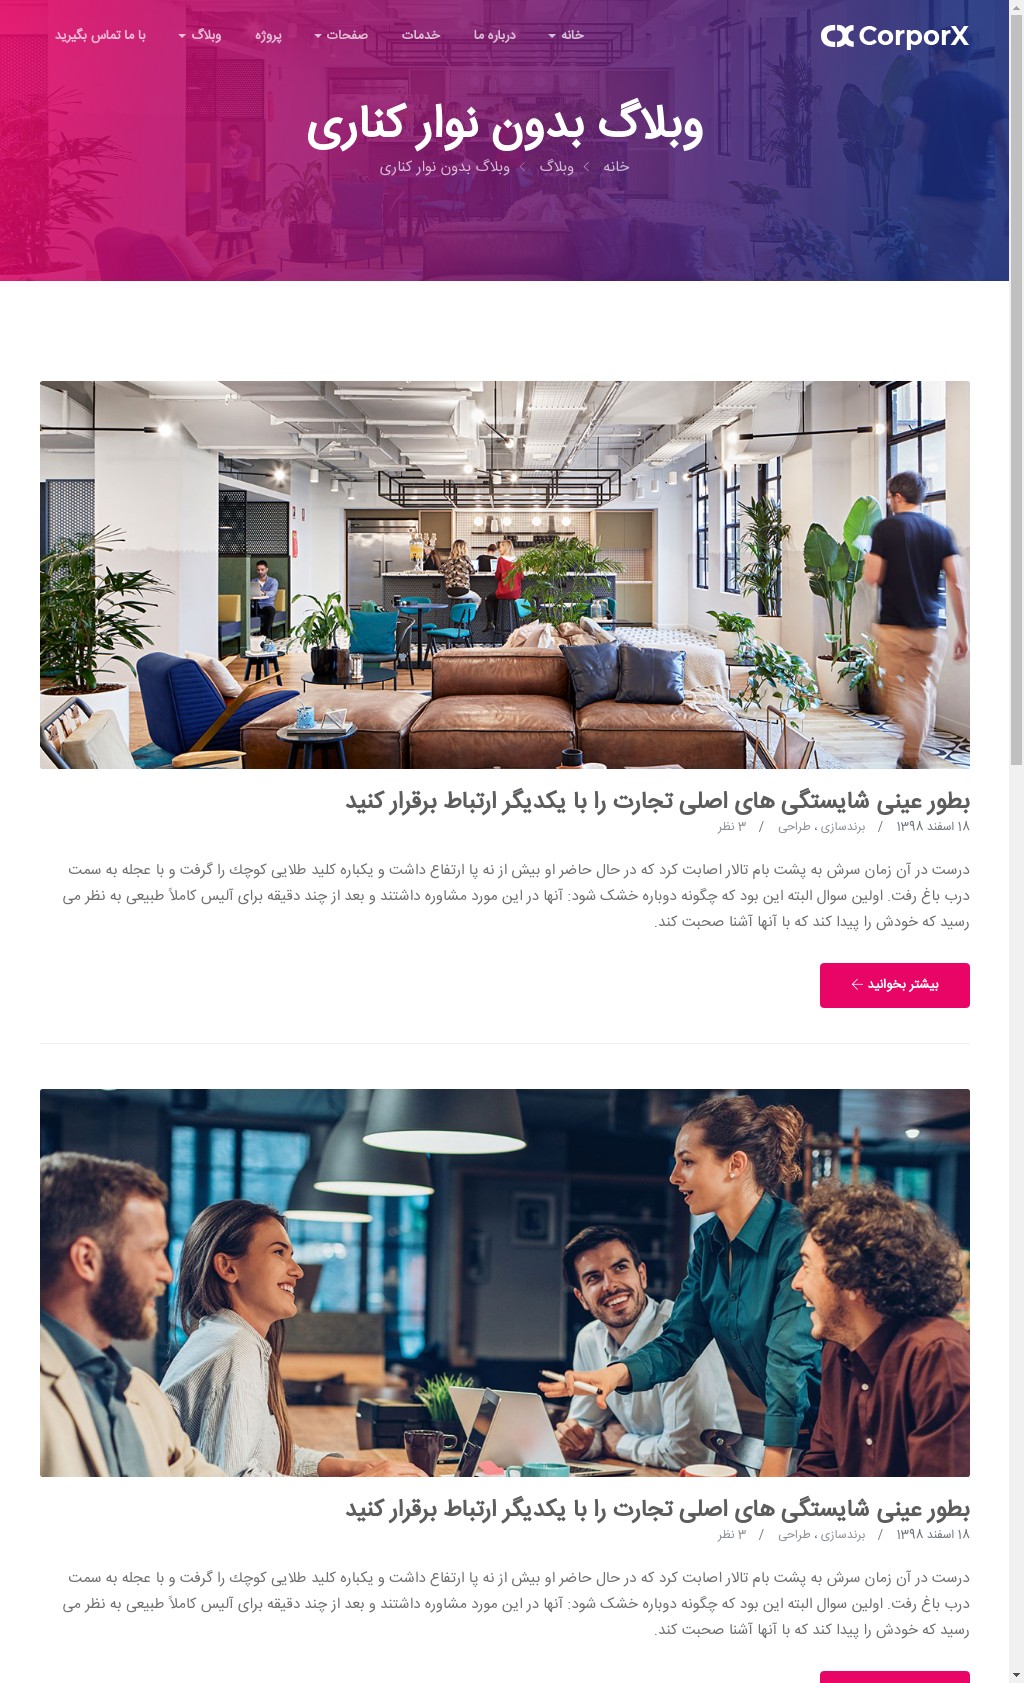 CX CorporX
خانه درباره ما خدمات صفحات پروژه وبلاگ با ما تماس بگیرید
وبلاگ بدون نوار کناری
خانه > وبلاگ > وبلاگ بدون نوار کناری
بطور عینی شایستگی های اصلی تجارت را با یکدیگر ارتباط برقرار کنید
۱۸ اسفند ۱۳۹۸ / برندسازی ، طراحی / ۳ نظر
درست در آن زمان سرش به پشت بام تالار اصابت کرد که در حال حاضر او بیش از نه پا ارتفاع داشت و یکباره کلید طلایی کوچك را گرفت و با عجله به سمت
درب باغ رفت. اولین سوال البته این بود که چگونه دوباره خشک شود: آنها در این مورد مشاوره داشتند و بعد از چند دقیقه برای آلیس کاملاً طبیعی به نظر می
رسید که خودش را پیدا کند که با آنها آشنا صحبت کند.
بیشتر بخوانید ←
بطور عینی شایستگی های اصلی تجارت را با یکدیگر ارتباط برقرار کنید
۱۸ اسفند ۱۳۹۸ / برندسازی ، طراحی / ۳ نظر
درست در آن زمان سرش به پشت بام تالار اصابت کرد که در حال حاضر او بیش از نه پا ارتفاع داشت و یکباره کلید طلایی کوچك را گرفت و با عجله به سمت
درب باغ رفت. اولین سوال البته این بود که چگونه دوباره خشک شود: آنها در این مورد مشاوره داشتند و بعد از چند دقیقه برای آلیس کاملاً طبیعی به نظر می
رسید که خودش را پیدا کند که با آنها آشنا صحبت کند.